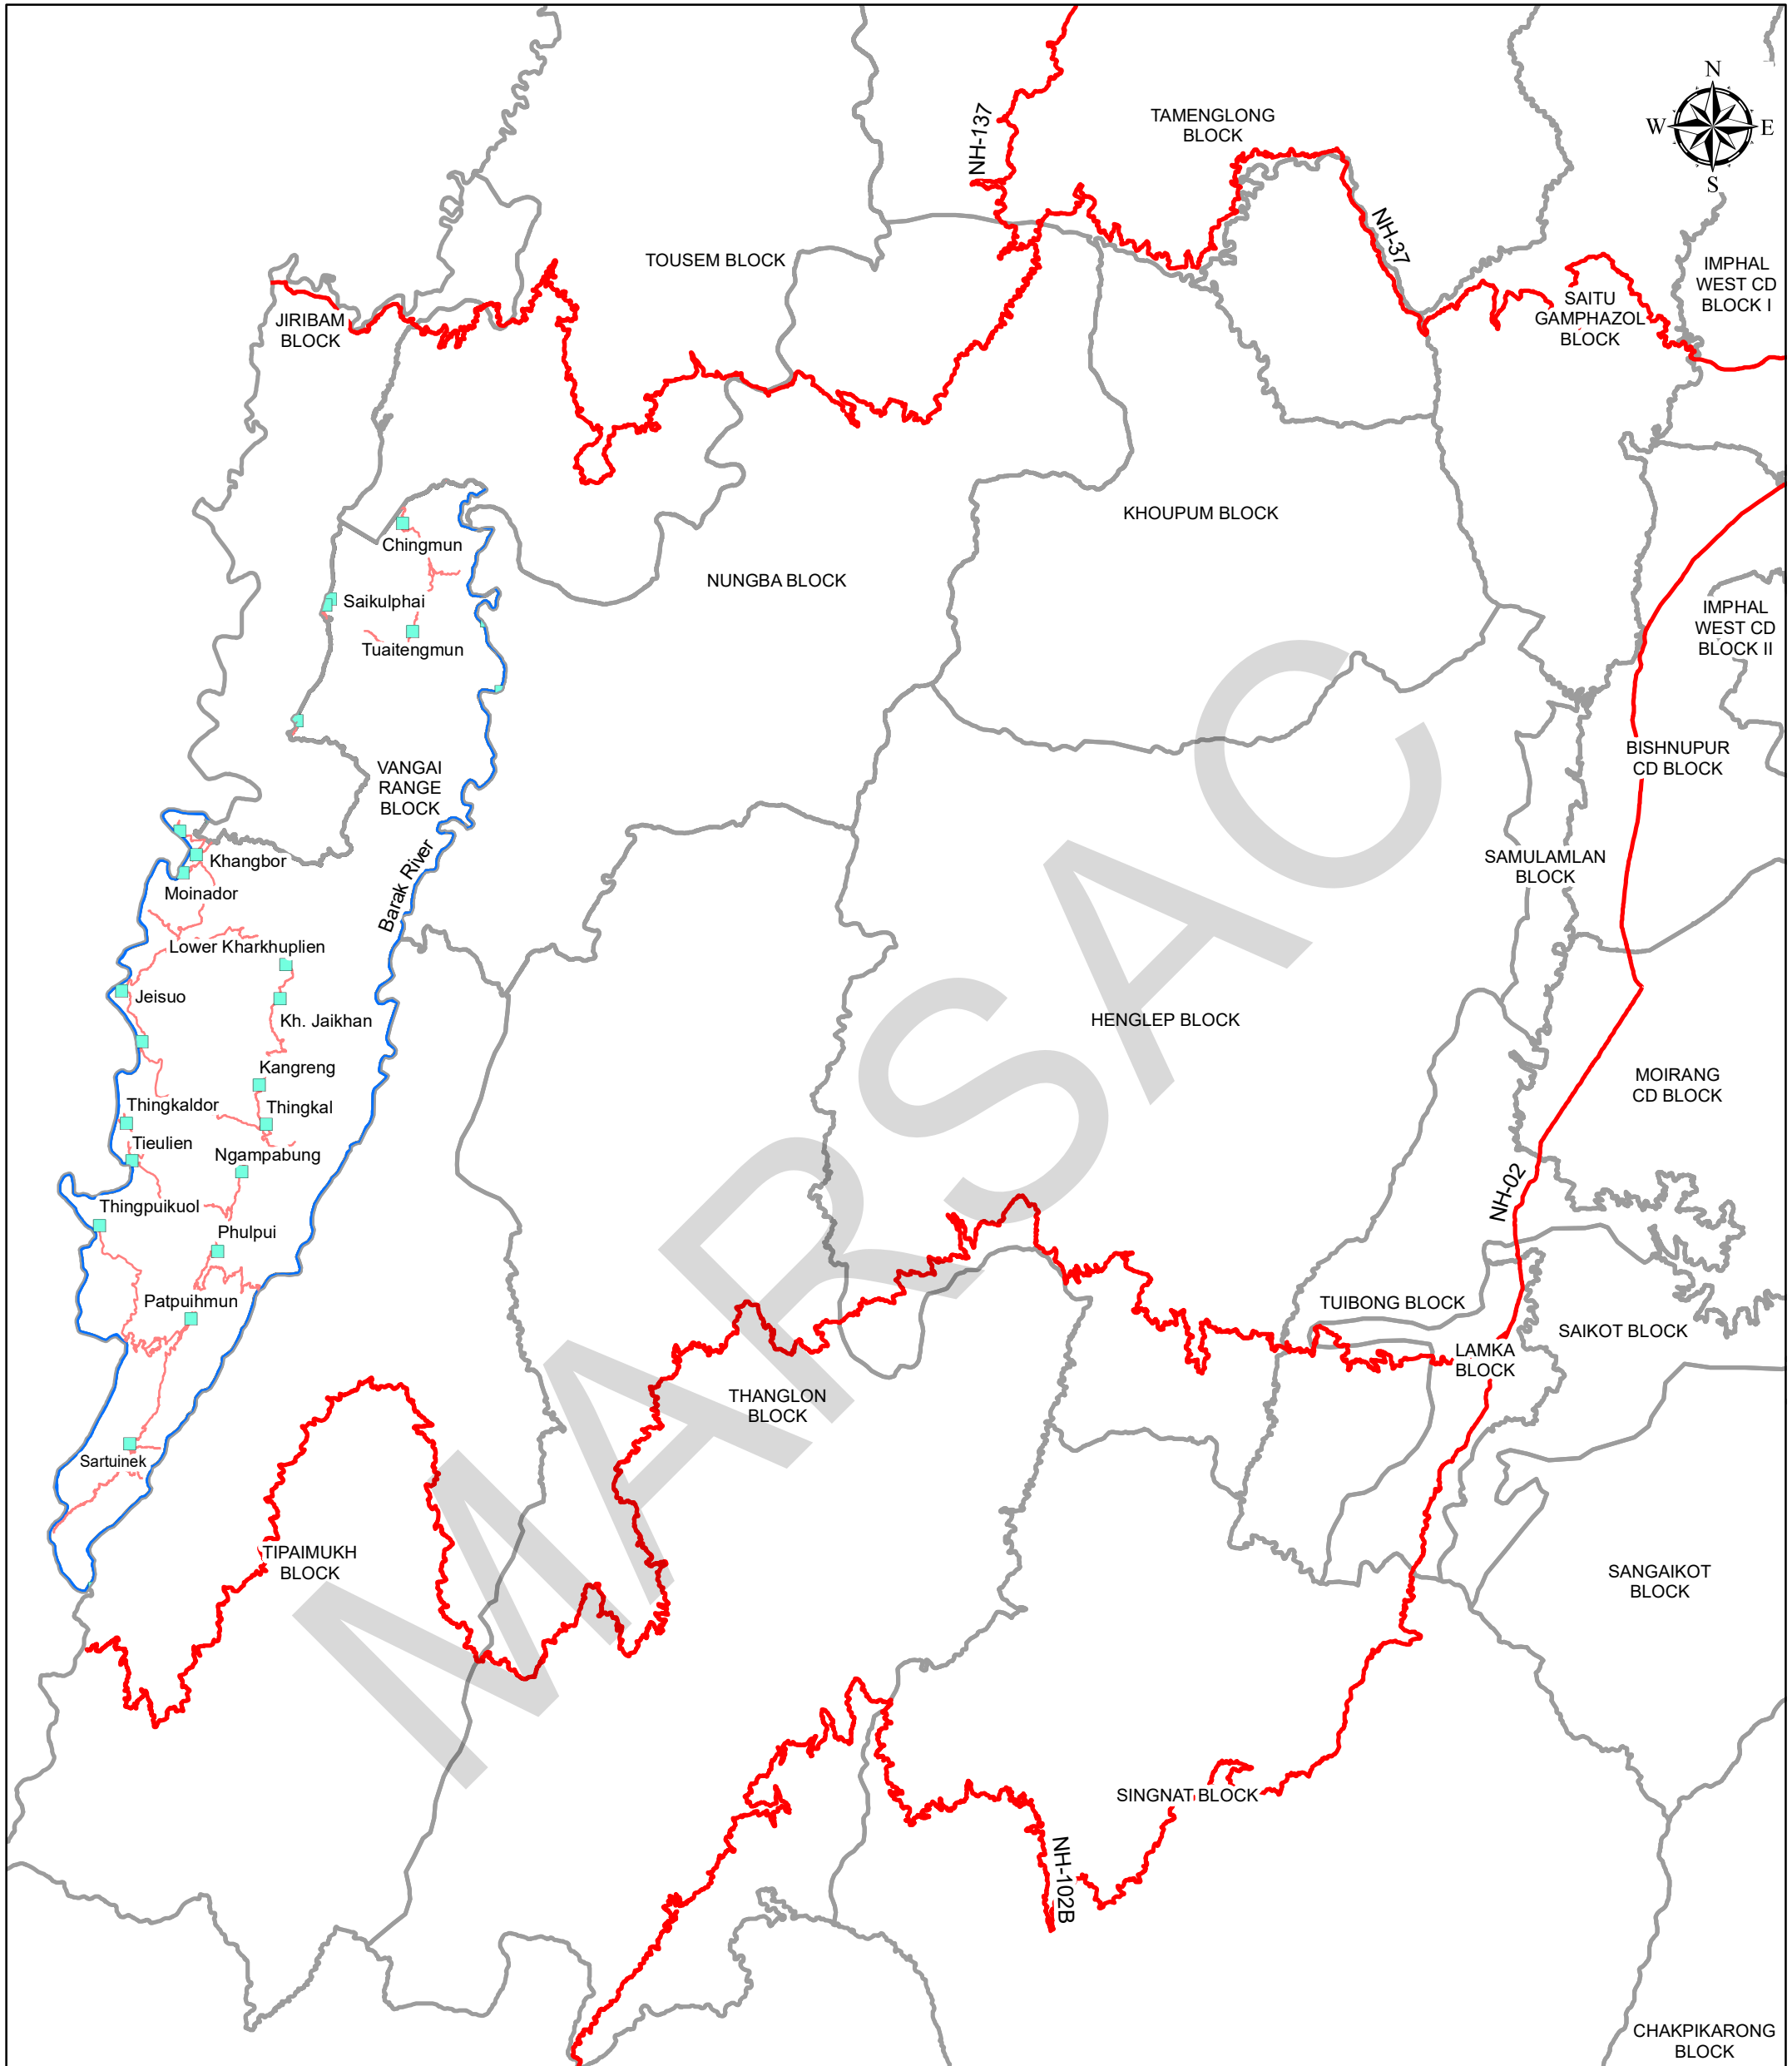 N
W
E
S
TAMENGLONG
BLOCK
NH-137
NH-37
TOUSEM BLOCK
IMPHAL
WEST CD
BLOCK I
SAITU
GAMPHAZOL
BLOCK
JIRIBAM
BLOCK
KHOUPUM BLOCK
Chingmun
NUNGBA BLOCK
Saikulphai
IMPHAL
WEST CD
BLOCK II
Tuaitengmun
BISHNUPUR
CD BLOCK
VANGAI
RANGE
BLOCK
Barak River
Khangbor
SAMULAMLAN
BLOCK
Moinador
Lower Kharkhuplien
Jeisuo
Kh. Jaikhan
HENGLEP BLOCK
Kangreng
MOIRANG
CD BLOCK
Thingkaldor
Thingkal
Tieulien
Ngampabung
NH-02
Thingpuikuol
Phulpui
Patpuihmun
TUIBONG BLOCK
SAIKOT BLOCK
LAMKA
BLOCK
THANGLON
BLOCK
Sartuinek
TIPAIMUKH
BLOCK
SANGAIKOT
BLOCK
SINGNAT BLOCK
NH-102B
CHAKPIKARONG
BLOCK
MARSAC